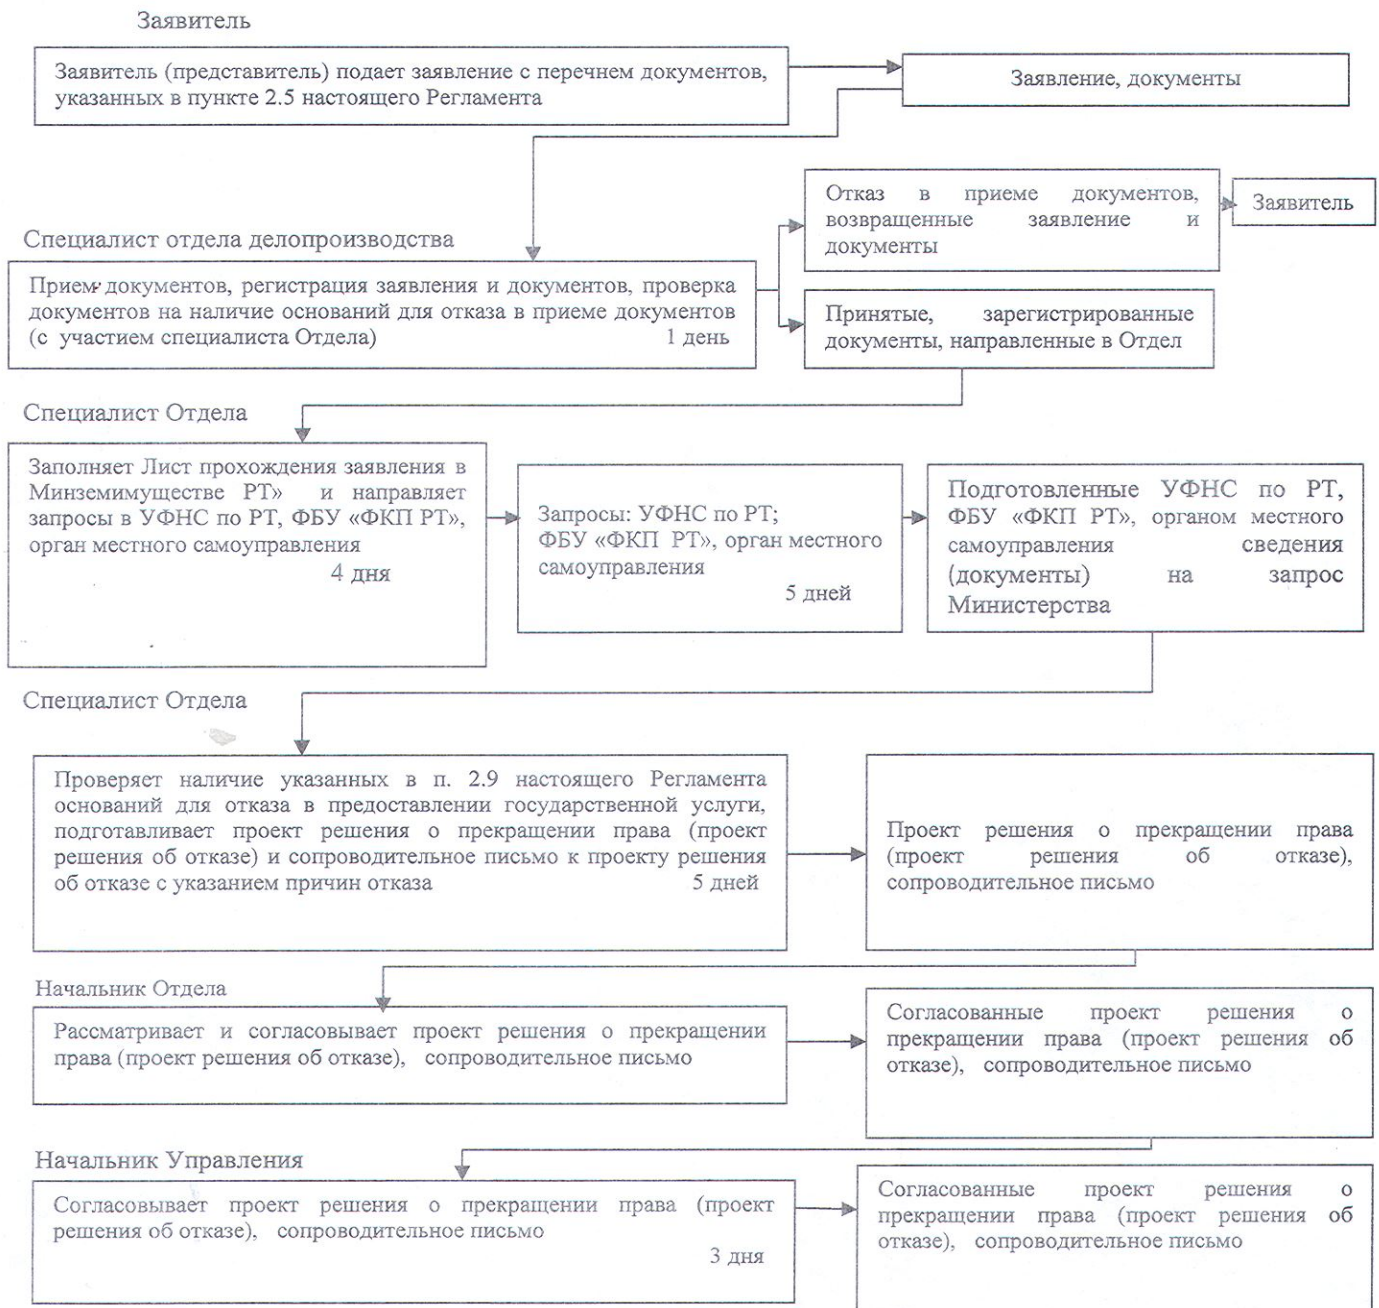 Заявитель
Заявитель (представитель) подает заявление с перечнем документов,
указанных в пункте 2.5 настоящего Регламента
Заявление, документы
Отказ в приеме документов,
возвращенные заявление и
документы
Заявитель
Специалист отдела делопроизводства
Прием документов, регистрация заявления и документов, проверка
документов на наличие оснований для отказа в приеме документов
(с участием специалиста Отдела) 1 день
Принятые, зарегистрированные
документы, направленные в Отдел
Специалист Отдела
Заполняет Лист прохождения заявления в
Минземимуществе РТ» и направляет
запросы в УФНС по РТ, ФБУ «ФКП РТ»,
орган местного самоуправления
4 дня
Запросы: УФНС по РТ;
ФБУ «ФКП РТ», орган местного
самоуправления
5 дней
Подготовленные УФНС по РТ,
ФБУ «ФКП РТ», органом местного
самоуправления сведения
(документы) на запрос
Министерства
Специалист Отдела
Проверяет наличие указанных в п. 2.9 настоящего Регламента
оснований для отказа в предоставлении государственной услуги,
подготавливает проект решения о прекращении права (проект
решения об отказе) и сопроводительное письмо к проекту решения
об отказе с указанием причин отказа 5 дней
Проект решения о прекращении права
(проект решения об отказе),
сопроводительное письмо
Начальник Отдела
Рассматривает и согласовывает проект решения о прекращении
права (проект решения об отказе), сопроводительное письмо
Согласованные проект решения о
прекращении права (проект решения об
отказе), сопроводительное письмо
Начальник Управления
Согласовывает проект решения о прекращении права (проект
решения об отказе), сопроводительное письмо
3 дня
Согласованные проект решения о
прекращении права (проект решения об
отказе), сопроводительное письмо